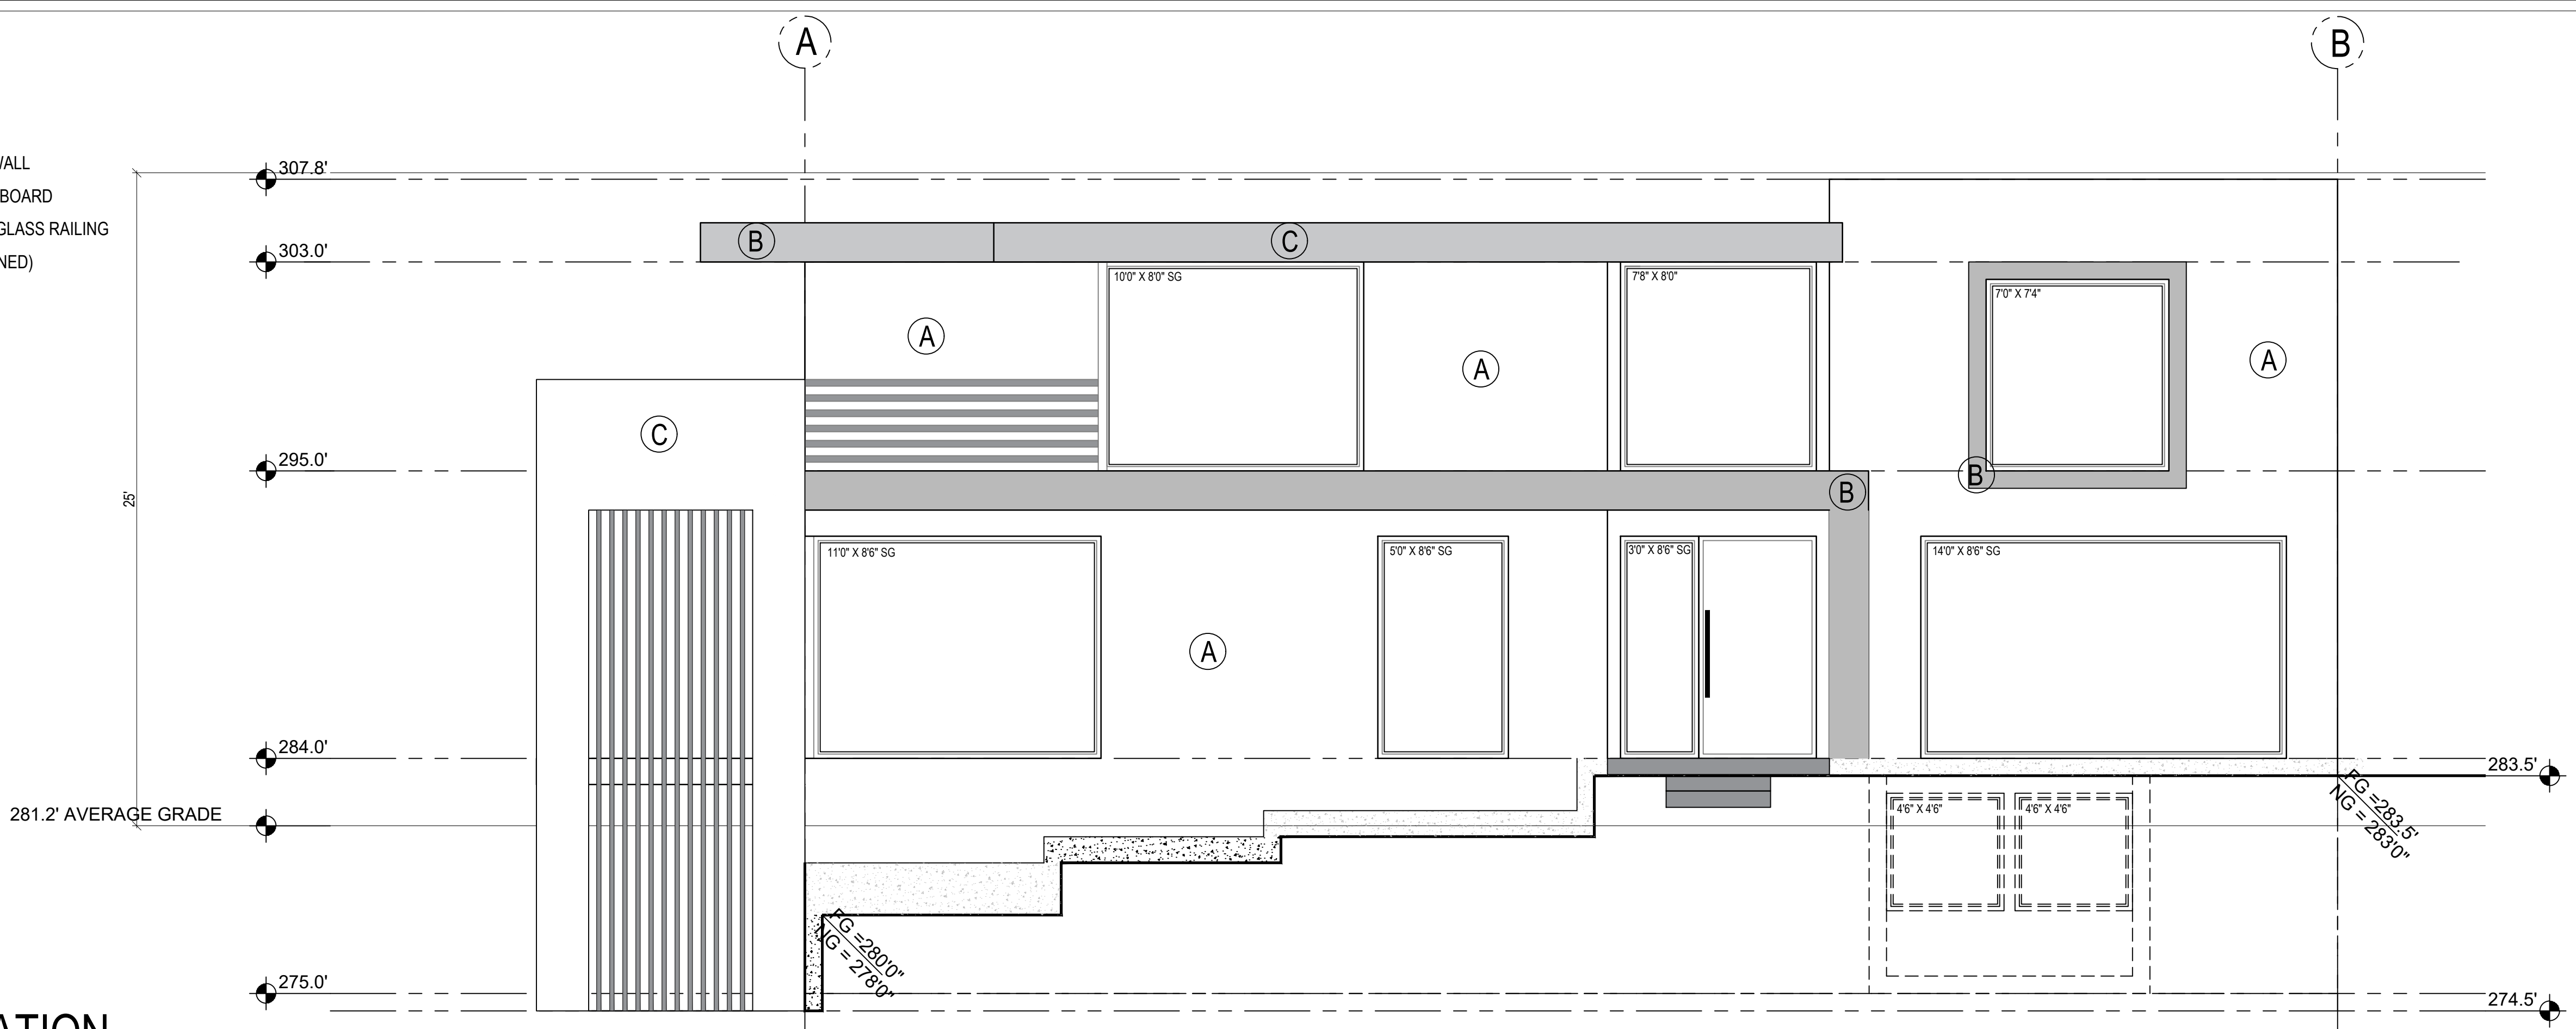 A
B
WALL
BOARD
GLASS RAILING
NED)
307.8'
303.0'
295.0'
25'
284.0'
281.2' AVERAGE GRADE
275.0'
ATION
B
C
10'0" X 8'0" SG
7'8" X 8'0"
7'0" X 7'4"
A
A
A
C
B
B
11'0" X 8'6" SG
5'0" X 8'6" SG
3'0" X 8'6" SG
14'0" X 8'6" SG
A
283.5'
4'6" X 4'6"
4'6" X 4'6"
FG =283.5'
NG = 283'0"
FG =280'0"
NG = 278'0"
274.5'